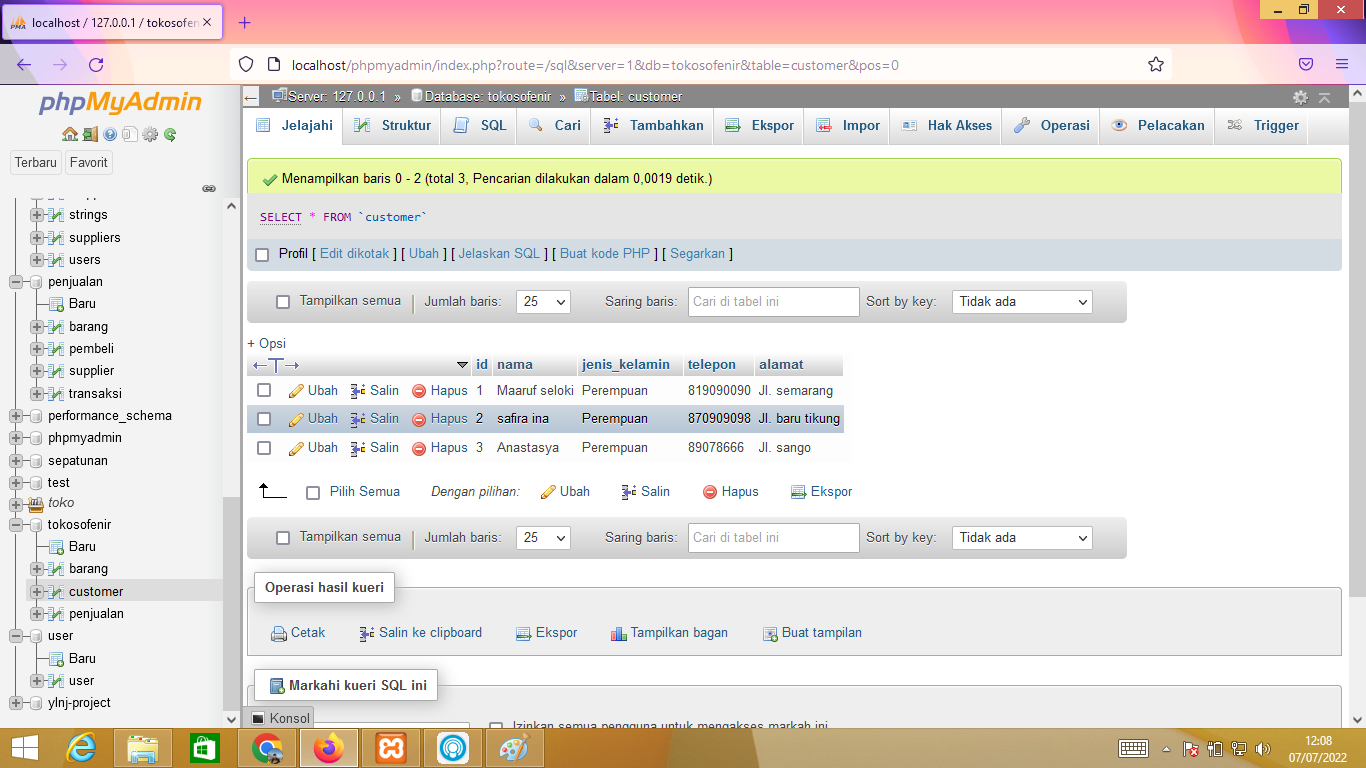 localhost / 127.0.0.1 / tokosofen
localhost/phpmyadmin/index.php?route=/sql&server=1&db=tokosofenir&table=customer&pos=0
phpMyAdmin
Terbaru Favorit
strings
suppliers
users
penjualan
Baru
barang
pembeli
supplier
transaksi
performance_schema
phpmyadmin
sepatunan
test
toko
tokosofenir
Baru
barang
customer
penjualan
user
Baru
user
ylnj-project
Server: 127.0.0.1 » Database: tokosofenir » Tabel: customer
Jelajahi Struktur SQL Cari Tambahkan Ekspor Impor Hak Akses Operasi Pelacakan Trigger
Menampilkan baris 0 - 2 (total 3, Pencarian dilakukan dalam 0,0019 detik.)
SELECT * FROM `customer`
Profil [ Edit dikotak ] [ Ubah ] [ Jelaskan SQL ] [ Buat kode PHP ] [ Segarkan ]
Tampilkan semua Jumlah baris: 25 Saring baris: Cari di tabel ini Sort by key: Tidak ada
+ Opsi
←T→ id nama jenis_kelamin telepon alamat
Ubah Salin Hapus 1 Maaruf seloki Perempuan 819090090 Jl. semarang
Ubah Salin Hapus 2 safira ina Perempuan 870909098 Jl. baru tikung
Ubah Salin Hapus 3 Anastasya Perempuan 89078666 Jl. sango
Pilih Semua Dengan pilihan: Ubah Salin Hapus Ekspor
Tampilkan semua Jumlah baris: 25 Saring baris: Cari di tabel ini Sort by key: Tidak ada
Operasi hasil kueri
Cetak Salin ke clipboard Ekspor Tampilkan bagan Buat tampilan
Markahi kueri SQL ini
Konsol
Izinkan semua pengguna untuk mengakses markah ini
12:08
07/07/2022